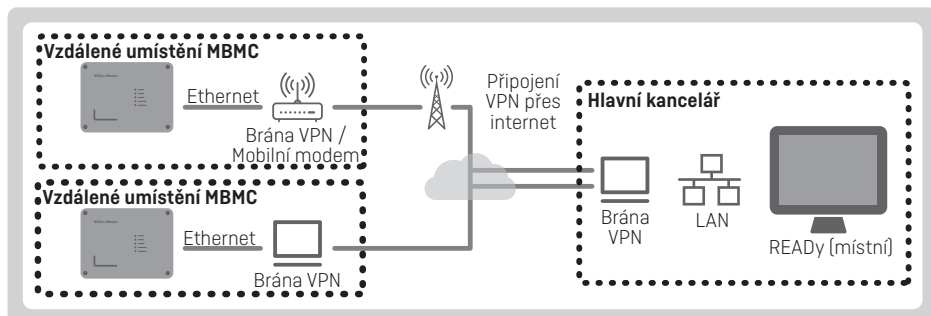 Vzdálené umístění MBMC
Ethernet
Brána VPN /
Mobilní modem
Vzdálené umístění MBMC
Ethernet
Brána VPN
Připojení
VPN přes
internet
Hlavní kancelář
Brána
VPN
LAN
READy (místní)